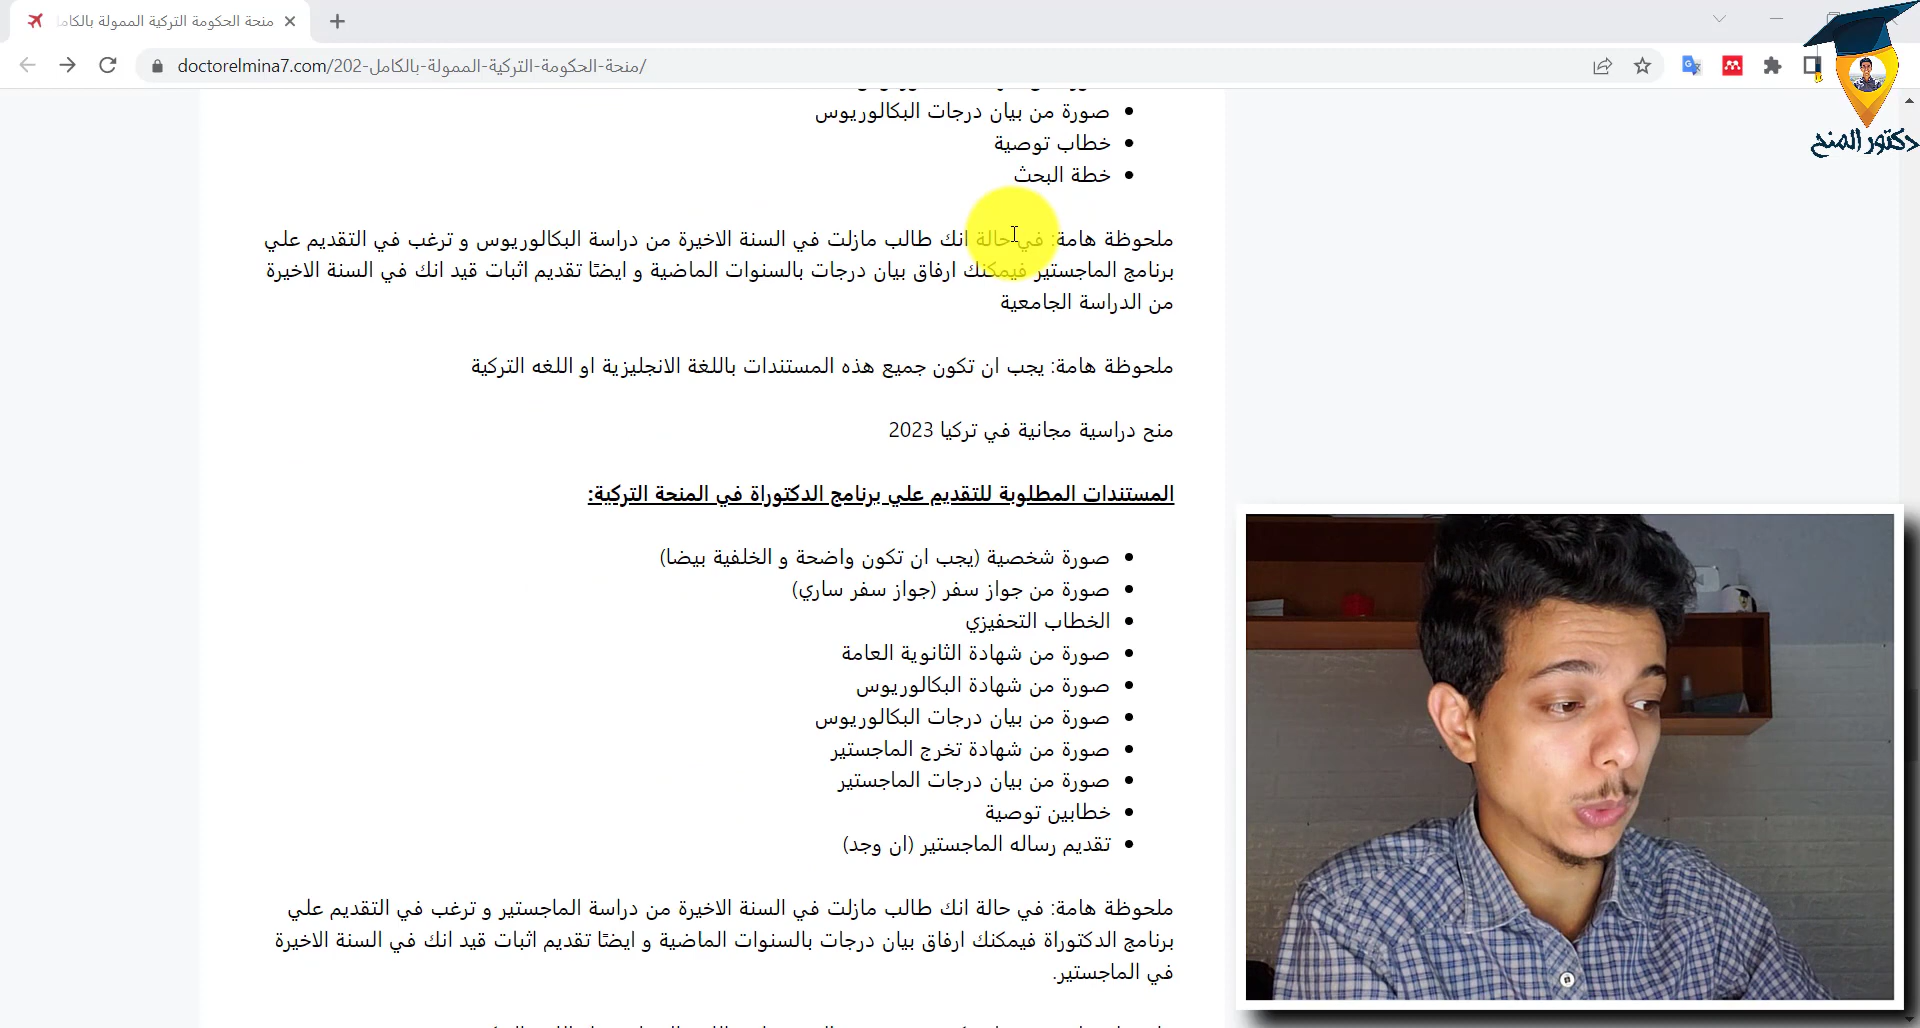 منحة الحكومة التركية الممولة بالكامل
doctorelmina7.com/202-منحة-الحكومة-التركية-الممولة-بالكامل/
دكتور المنح
صورة من بيان درجات البكالوريوس
خطاب توصية
خطة البحث
ملحوظة هامة: في حالة انك طالب مازلت في السنة الاخيرة من دراسة البكالوريوس و ترغب في التقديم علي
برنامج الماجستير فيمكنك ارفاق بيان درجات بالسنوات الماضية و ايضًا تقديم اثبات قيد انك في السنة الاخيرة
من الدراسة الجامعية
ملحوظة هامة: يجب ان تكون جميع هذه المستندات باللغة الانجليزية او اللغه التركية
منح دراسية مجانية في تركيا 2023
المستندات المطلوبة للتقديم علي برنامج الدكتوراة في المنحة التركية:
صورة شخصية (يجب ان تكون واضحة و الخلفية بيضا)
صورة من جواز سفر (جواز سفر ساري)
الخطاب التحفيزي
صورة من شهادة الثانوية العامة
صورة من شهادة البكالوريوس
صورة من بيان درجات البكالوريوس
صورة من شهادة تخرج الماجستير
صورة من بيان درجات الماجستير
خطابين توصية
تقديم رساله الماجستير (ان وجد)
ملحوظة هامة: في حالة انك طالب مازلت في السنة الاخيرة من دراسة الماجستير و ترغب في التقديم علي
برنامج الدكتوراة فيمكنك ارفاق بيان درجات بالسنوات الماضية و ايضًا تقديم اثبات قيد انك في السنة الاخيرة
في الماجستير.